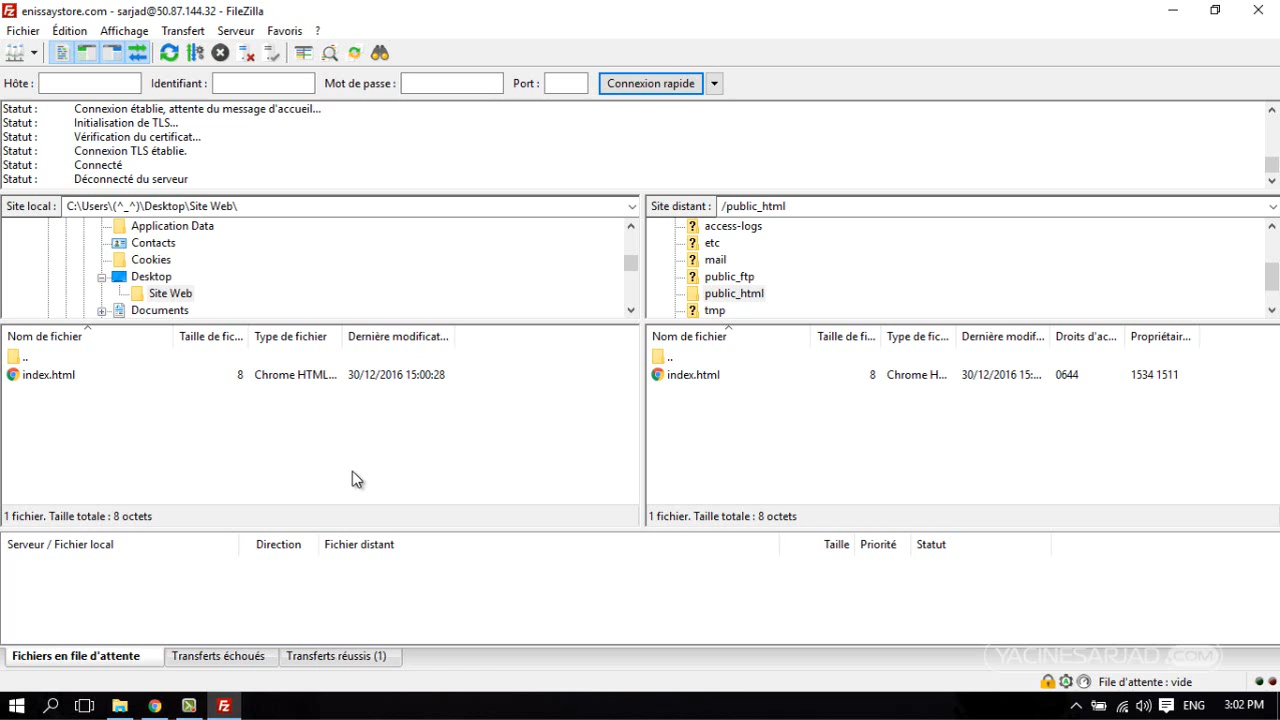 enissaystore.com - sarjad@50.87.144.32 - FileZilla
Fichier Édition Affichage Transfert Serveur Favoris ?
Hôte : Identifiant : Mot de passe : Port : Connexion rapide
Statut : Connexion établie, attente du message d'accueil...
Statut : Initialisation de TLS...
Statut : Vérification du certificat...
Statut : Connexion TLS établie.
Statut : Connecté
Statut : Déconnecté du serveur
Site local : C:\Users\(^_^)\Desktop\Site Web\
Application Data
Contacts
Cookies
Desktop
Site Web
Documents
Site distant : /public_html
access-logs
etc
mail
public_ftp
public_html
tmp
Nom de fichier Taille de fic... Type de fichier Dernière modificat...
..
index.html 8 Chrome HTML... 30/12/2016 15:00:28
1 fichier. Taille totale : 8 octets
Nom de fichier Taille de fi... Type de fic... Dernière modif... Droits d'ac... Propriétair...
..
index.html 8 Chrome H... 30/12/2016 15:... 0644 1534 1511
1 fichier. Taille totale : 8 octets
Serveur / Fichier local Direction Fichier distant Taille Priorité Statut
Fichiers en file d'attente Transferts échoués Transferts réussis (1)
YACINESARJAD.COM
File d'attente : vide
ENG 3:02 PM